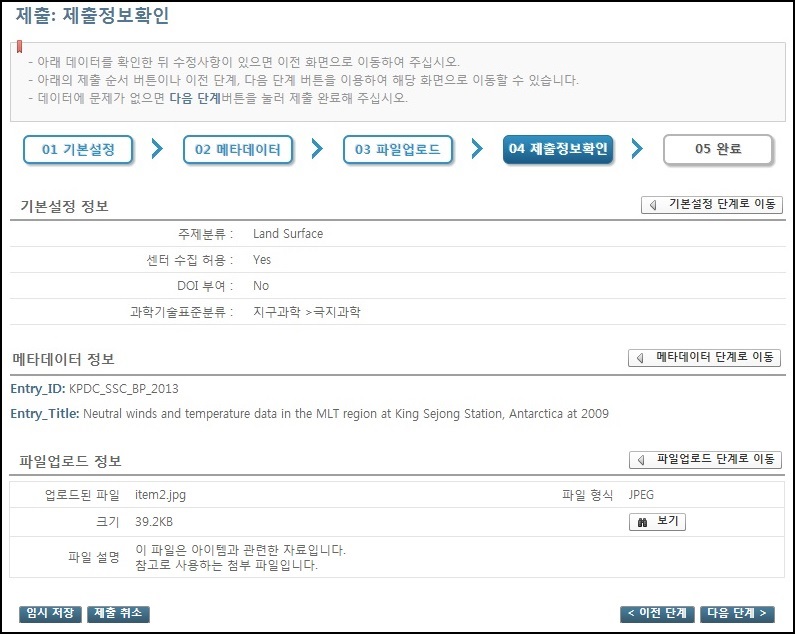 제출: 제출정보확인
- 아래 데이터를 확인한 뒤 수정사항이 있으면 이전 화면으로 이동하여 주십시오.
- 아래의 제출 순서 버튼이나 이전 단계, 다음 단계 버튼을 이용하여 해당 화면으로 이동할 수 있습니다.
- 데이터에 문제가 없으면 다음 단계버튼을 눌러 제출 완료해 주십시오.
01 기본설정 02 메타데이터 03 파일업로드 04 제출정보확인 05 완료
기본설정 정보 기본설정 단계로 이동
주제분류 : Land Surface
센터 수집 허용 : Yes
DOI 부여 : No
과학기술표준분류 : 지구과학 >극지과학
메타데이터 정보 메타데이터 단계로 이동
Entry_ID: KPDC_SSC_BP_2013
Entry_Title: Neutral winds and temperature data in the MLT region at King Sejong Station, Antarctica at 2009
파일업로드 정보 파일업로드 단계로 이동
업로드된 파일 item2.jpg 파일 형식 JPEG
크기 39.2KB 보기
파일 설명 이 파일은 아이템과 관련한 자료입니다.
참고로 사용하는 첨부 파일입니다.
임시 저장 제출 취소 < 이전 단계 다음 단계 >